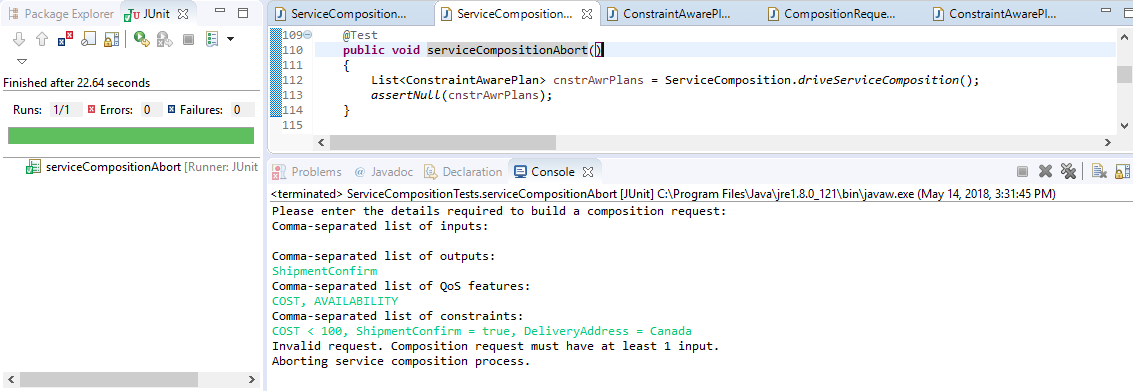 Package Explorer JUnit
Finished after 22.64 seconds
Runs: 1/1 Errors: 0 Failures: 0
serviceCompositionAbort [Runner: JUnit
ServiceComposition... ServiceComposition... ConstraintAwarePl... CompositionReque... ConstraintAwarePl...
109 @Test
110 public void serviceCompositionAbort()
111 {
112 List<ConstraintAwarePlan> cnstrAwrPlans = ServiceComposition.driveServiceComposition();
113 assertNull(cnstrAwrPlans);
114 }
115
Problems @ Javadoc Declaration Console
<terminated> ServiceCompositionTests.serviceCompositionAbort [JUnit] C:\Program Files\Java\jre1.8.0_121\bin\javaw.exe (May 14, 2018, 3:31:45 PM)
Please enter the details required to build a composition request:
Comma-separated list of inputs:
Comma-separated list of outputs:
ShipmentConfirm
Comma-separated list of QoS features:
COST, AVAILABILITY
Comma-separated list of constraints:
COST < 100, ShipmentConfirm = true, DeliveryAddress = Canada
Invalid request. Composition request must have at least 1 input.
Aborting service composition process.